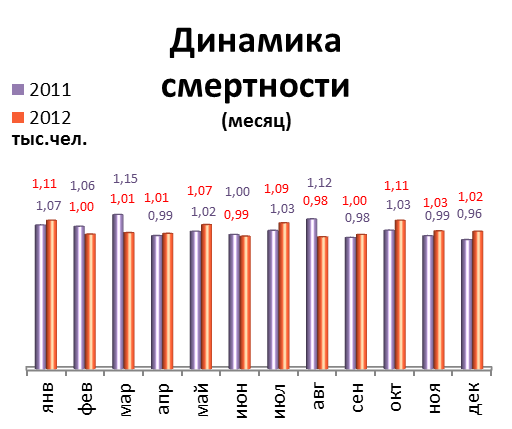 Динамика
смертности
(месяц)
2011
2012
тыс.чел.
1,11 1,06 1,15 1,01 1,01 1,07 1,00 1,09 1,12 1,00 1,11 1,03 1,02
1,07 1,00 0,99 1,02 0,99 1,03 0,98 0,98 1,03 0,99 0,96
янв фев мар апр май июн июл авг сен окт ноя дек